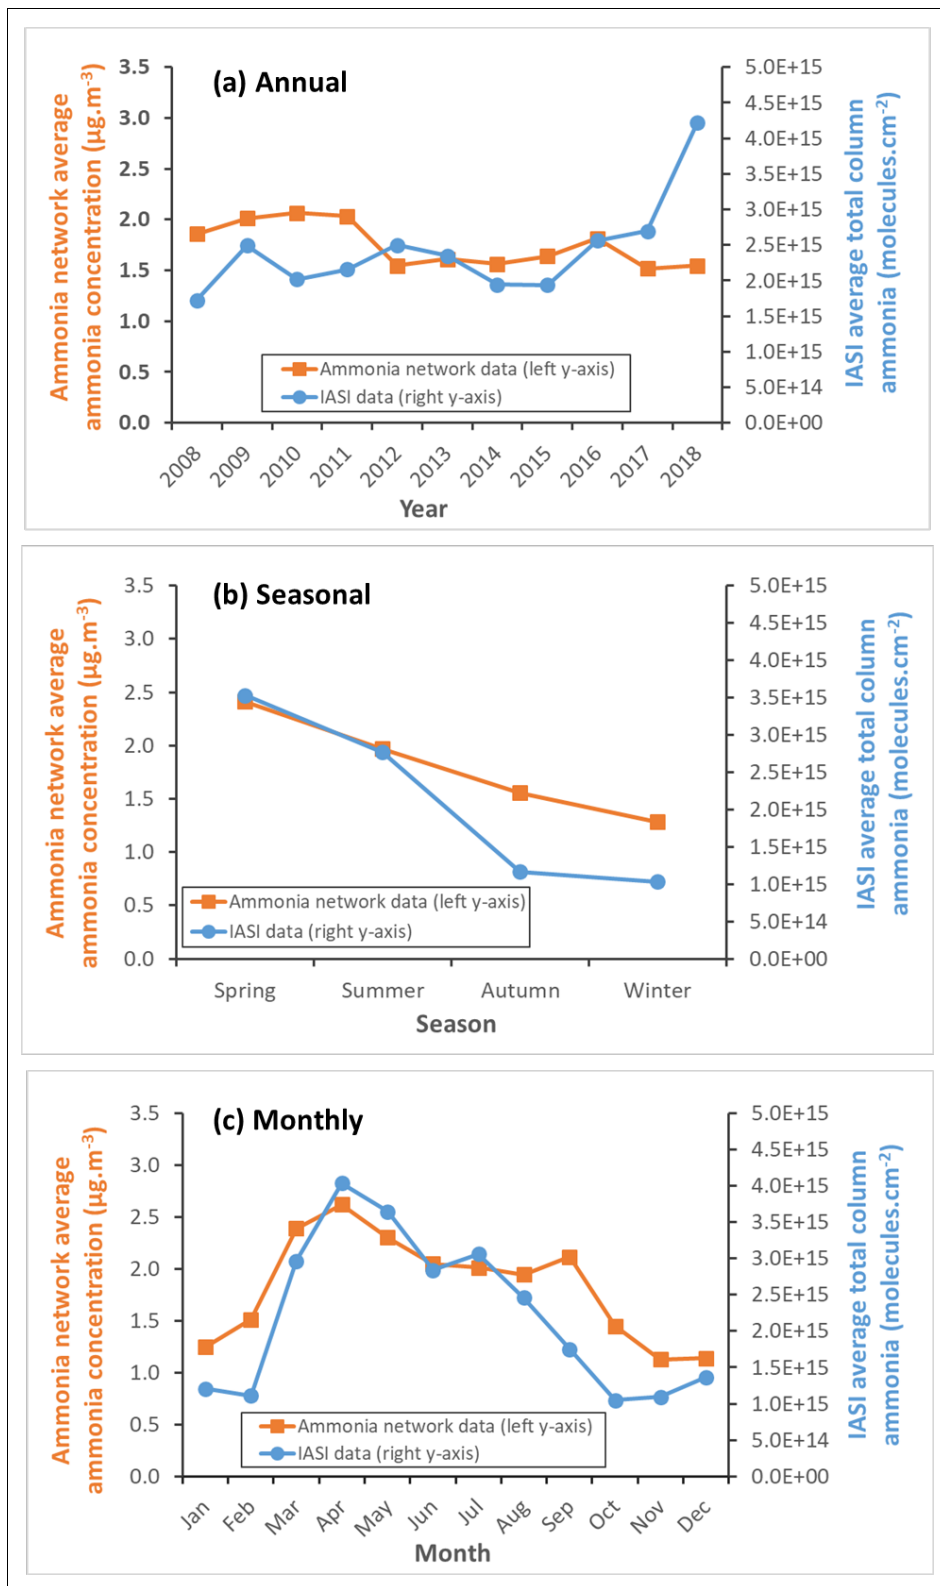 (a) Annual
Ammonia network average
ammonia concentration (µg.m-3)
3.5
3.0
2.5
2.0
1.5
1.0
0.5
0.0
5.0E+15
4.5E+15
4.0E+15
3.5E+15
3.0E+15
2.5E+15
2.0E+15
1.5E+15
1.0E+15
5.0E+14
0.0E+00
IASI average total column
ammonia (molecules.cm-2)
Ammonia network data (left y-axis)
IASI data (right y-axis)
2008 2009 2010 2011 2012 2013 2014 2015 2016 2017 2018
Year
(b) Seasonal
Ammonia network average
ammonia concentration (µg.m-3)
3.5
3.0
2.5
2.0
1.5
1.0
0.5
0.0
5.0E+15
4.5E+15
4.0E+15
3.5E+15
3.0E+15
2.5E+15
2.0E+15
1.5E+15
1.0E+15
5.0E+14
0.0E+00
IASI average total column
ammonia (molecules.cm-2)
Ammonia network data (left y-axis)
IASI data (right y-axis)
Spring Summer Autumn Winter
Season
(c) Monthly
Ammonia network average
ammonia concentration (µg.m-3)
3.5
3.0
2.5
2.0
1.5
1.0
0.5
0.0
5.0E+15
4.5E+15
4.0E+15
3.5E+15
3.0E+15
2.5E+15
2.0E+15
1.5E+15
1.0E+15
5.0E+14
0.0E+00
IASI average total column
ammonia (molecules.cm-2)
Ammonia network data (left y-axis)
IASI data (right y-axis)
Jan Feb Mar Apr May Jun Jul Aug Sep Oct Nov Dec
Month